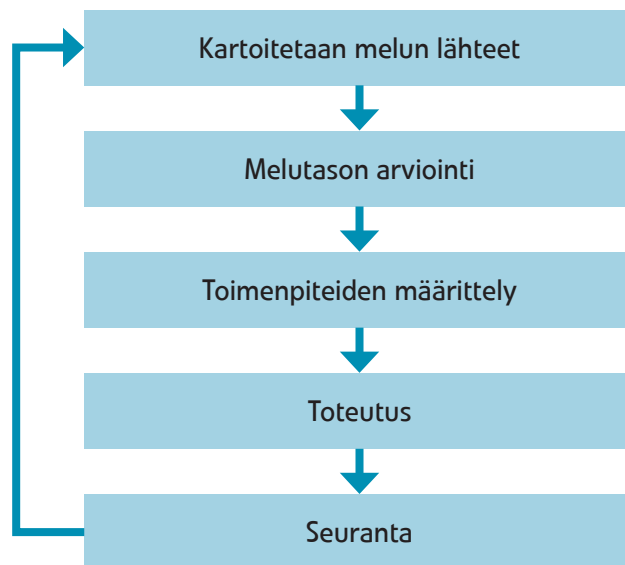 Kartoitetaan melun lähteet
Melutason arviointi
Toimenpiteiden määrittely
Toteutus
Seuranta